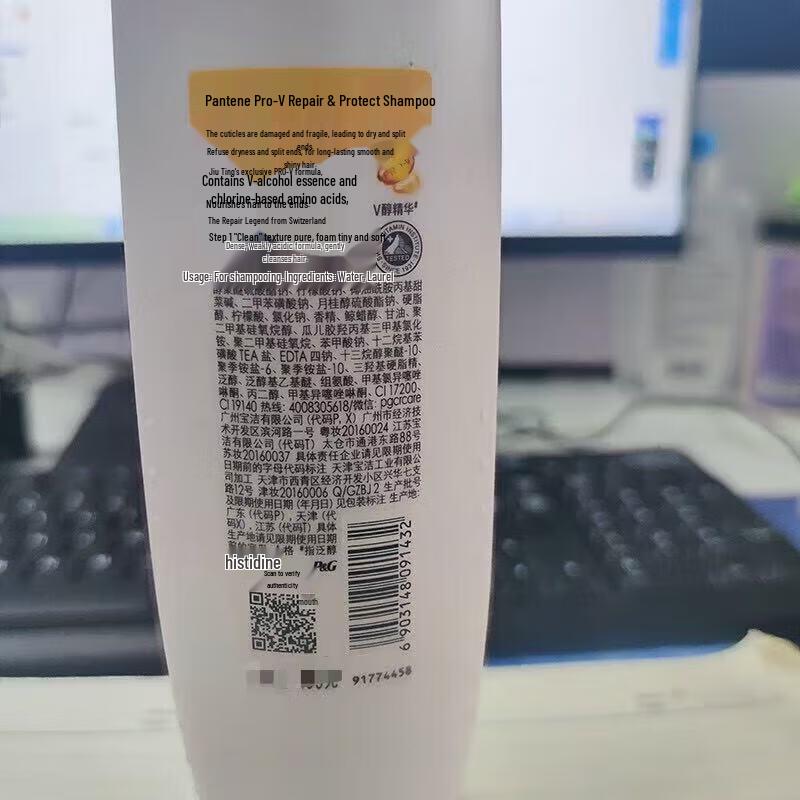 Pantene Pro-V Repair & Protect Shampoo
The cuticles are damaged and fragile, leading to dry and split
ends.
Refuse dryness and split ends, for long-lasting smooth and
shiny hair.
Jiu Ting's exclusive PRO-V formula,
Contains V-alcohol essence and
chlorine-based amino acids,
Nourishes hair to the ends.
The Repair Legend from Switzerland
Step 1 "Clean" texture pure, foam tiny and soft
Dense, weakly acidic formula, gently
cleanses hair.
V醇精华
TESTED
Usage: For shampooing. Ingredients: Water, Laurel
菜碱、二甲苯磺酸钠、月桂醇硫酸酯钠、硬脂
醇、柠檬酸、氯化钠、香精、鲸蜡醇、甘油、聚
二甲基硅氧烷醇、瓜儿胶羟丙基三甲基氯化
铵、聚二甲基硅氧烷、苯甲酸钠、十二烷基苯
磺酸TEA盐、EDTA四钠、十三烷醇聚醚-10、
聚季铵盐-6、聚季铵盐-10、三羟基硬脂精、
泛醇、泛醇基乙基醚、组氨酸、甲基氯异噻唑
啉酮、丙二醇、甲基异噻唑啉酮、CI 17200、
CI 19140 热线: 4008305618/微信: pgcrcare
广州宝洁有限公司 (代码P, X) 广州市经济技
术开发区滨河路一号 粤妆20160024 江苏宝
洁有限公司 (代码T) 太仓市通港东路88号
苏妆20160037 具体责任企业请见限期使用
日期前的字母代码标注 天津宝洁工业有限公
司加工 天津市西青区经济开发小区兴华七支
路12号 津妆20160006 Q/GZBJ 2 生产批号
及限期使用日期 (年月日) 见包装标注 生产地:
广东 (代码P) , 天津 (代
码X) , 江苏 (代码T) 具体
生产地请见限期使用日期
格 *指泛醇
histidine
P&G
Scan to verify
authenticity
mouth
6 903148 091432
91774458